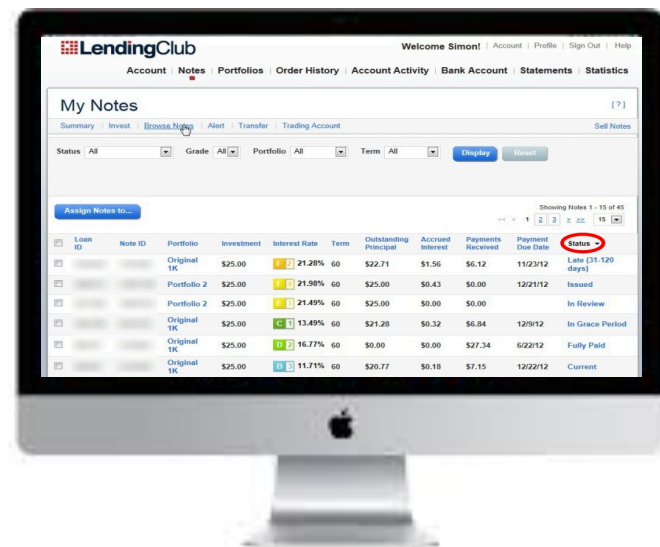 LendingClub
Welcome Simon! | Account | Profile | Sign Out | Help
Account | Notes | Portfolios | Order History | Account Activity | Bank Account | Statements | Statistics
My Notes [ ? ]
Summary | Invest | Browse Notes | Alert | Transfer | Trading Account Sell Notes
Status All Grade All Portfolio All Term All Display Reset
Assign Notes to...
Showing Notes 1 - 15 of 45
<< < 1 2 3 > >> 15
Loan ID Note ID Portfolio Investment Interest Rate Term Outstanding Principal Accrued Interest Payments Received Payment Due Date Status
Original 1K $25.00 F 2 21.28% 60 $22.71 $1.56 $6.12 11/23/12 Late (31-120 days)
Portfolio 2 $25.00 21.98% 60 $25.00 $0.43 $0.00 12/21/12 Issued
Portfolio 2 $25.00 21.49% 60 $25.00 $0.00 $0.00 In Review
Original 1K $25.00 C 1 13.49% 60 $21.28 $0.32 $6.84 12/9/12 In Grace Period
Original 1K $25.00 D 2 16.77% 60 $0.00 $0.00 $27.34 6/22/12 Fully Paid
Original 1K $25.00 B 3 11.71% 60 $20.77 $0.18 $7.15 12/22/12 Current